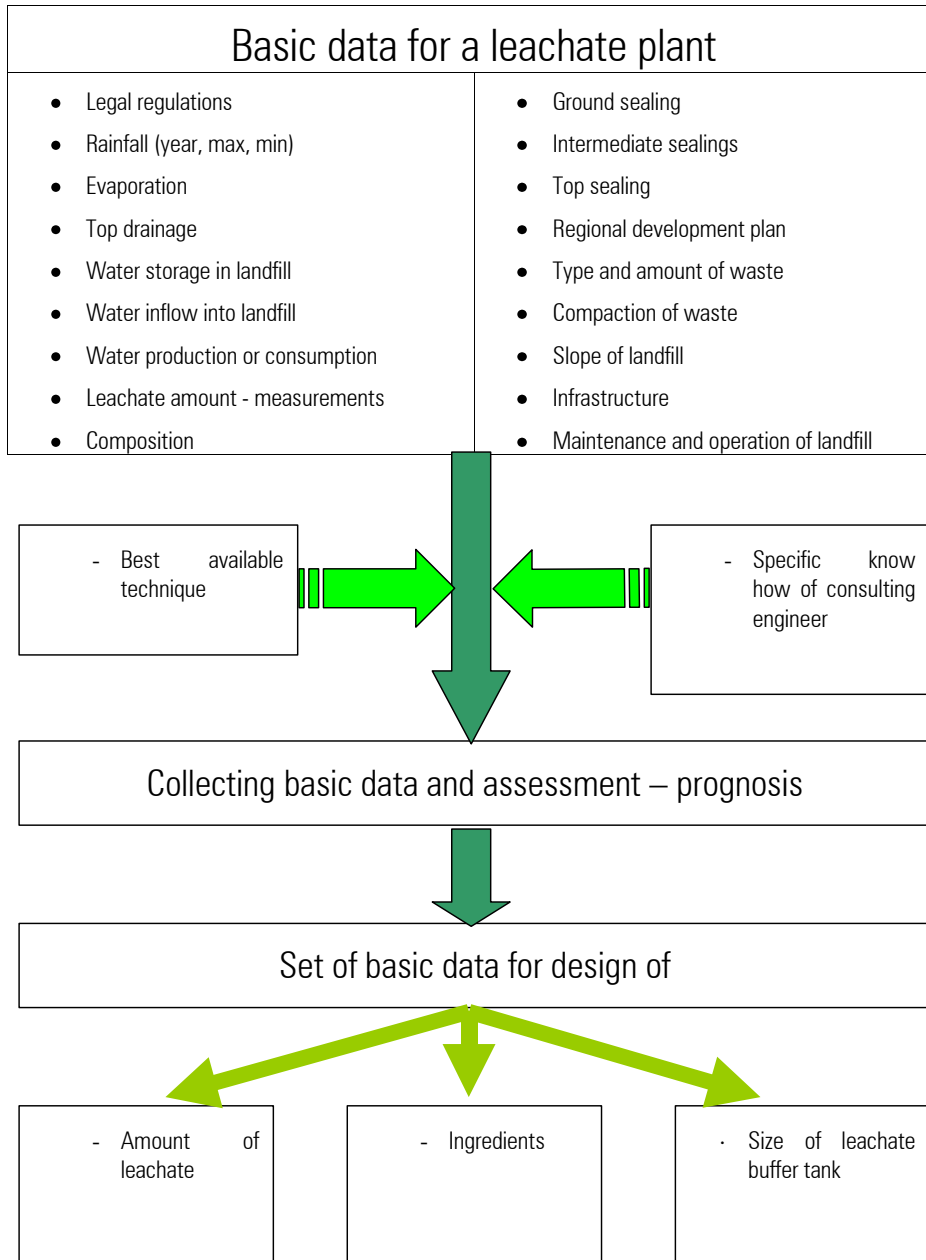 Basic data for a leachate plant
● Legal regulations
● Rainfall (year, max, min)
● Evaporation
● Top drainage
● Water storage in landfill
● Water inflow into landfill
● Water production or consumption
● Leachate amount - measurements
● Composition
● Ground sealing
● Intermediate sealings
● Top sealing
● Regional development plan
● Type and amount of waste
● Compaction of waste
● Slope of landfill
● Infrastructure
● Maintenance and operation of landfill
- Best available
technique
- Specific know
how of consulting
engineer
Collecting basic data and assessment – prognosis
Set of basic data for design of
- Amount of
leachate
- Ingredients
· Size of leachate
buffer tank